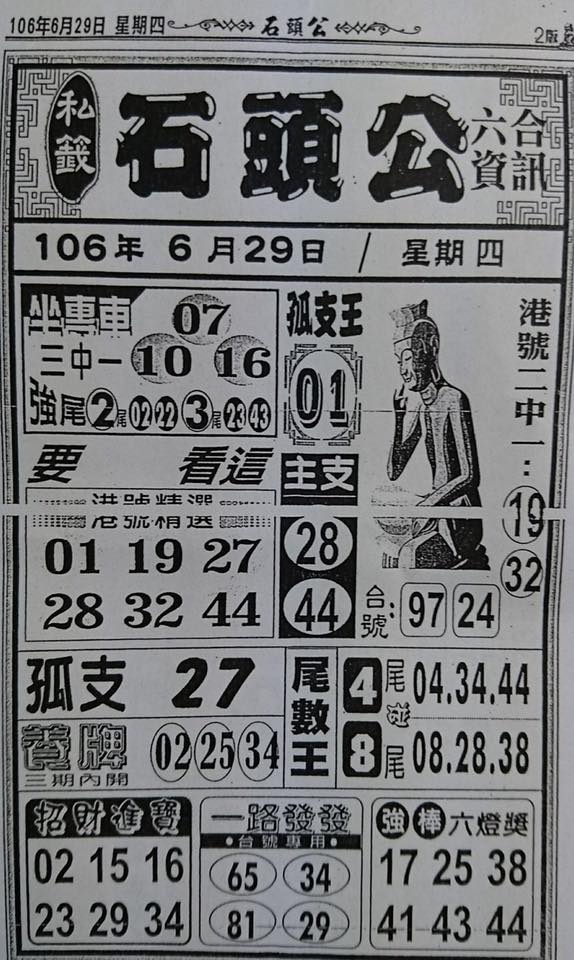 106年6月29日 星期四 石頭公 2版
私籤 石頭公 六合資訊
106年 6月29日 / 星期四
坐專車 07
三中一 10 16
強尾 2尾 02 22 3尾 23 43
孤支王
01
港號二中一：
19
32
要 看這
港號精選
01 19 27
28 32 44
主支
28
44
台號： 97 24
孤支 27
養牌 02 25 34
三期內開
尾數王
4尾 04.34.44
碰
8尾 08.28.38
招財進寶
02 15 16
23 29 34
一路發發
台號專用
65 34
81 29
強棒六燈獎
17 25 38
41 43 44